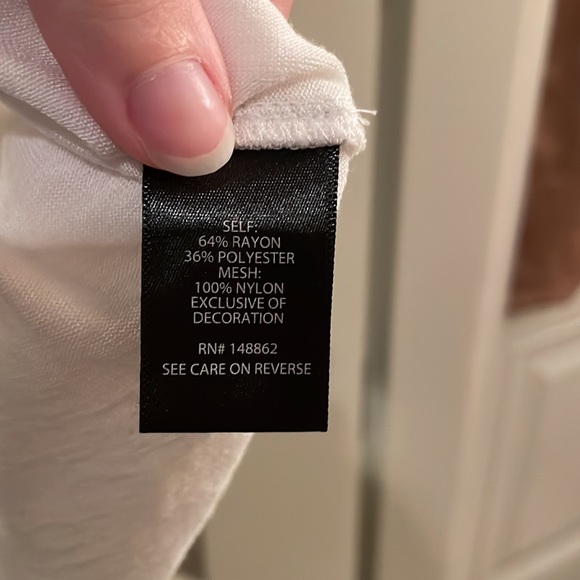 SELF:
64% RAYON
36% POLYESTER
MESH:
100% NYLON
EXCLUSIVE OF
DECORATION
RN# 148862
SEE CARE ON REVERSE